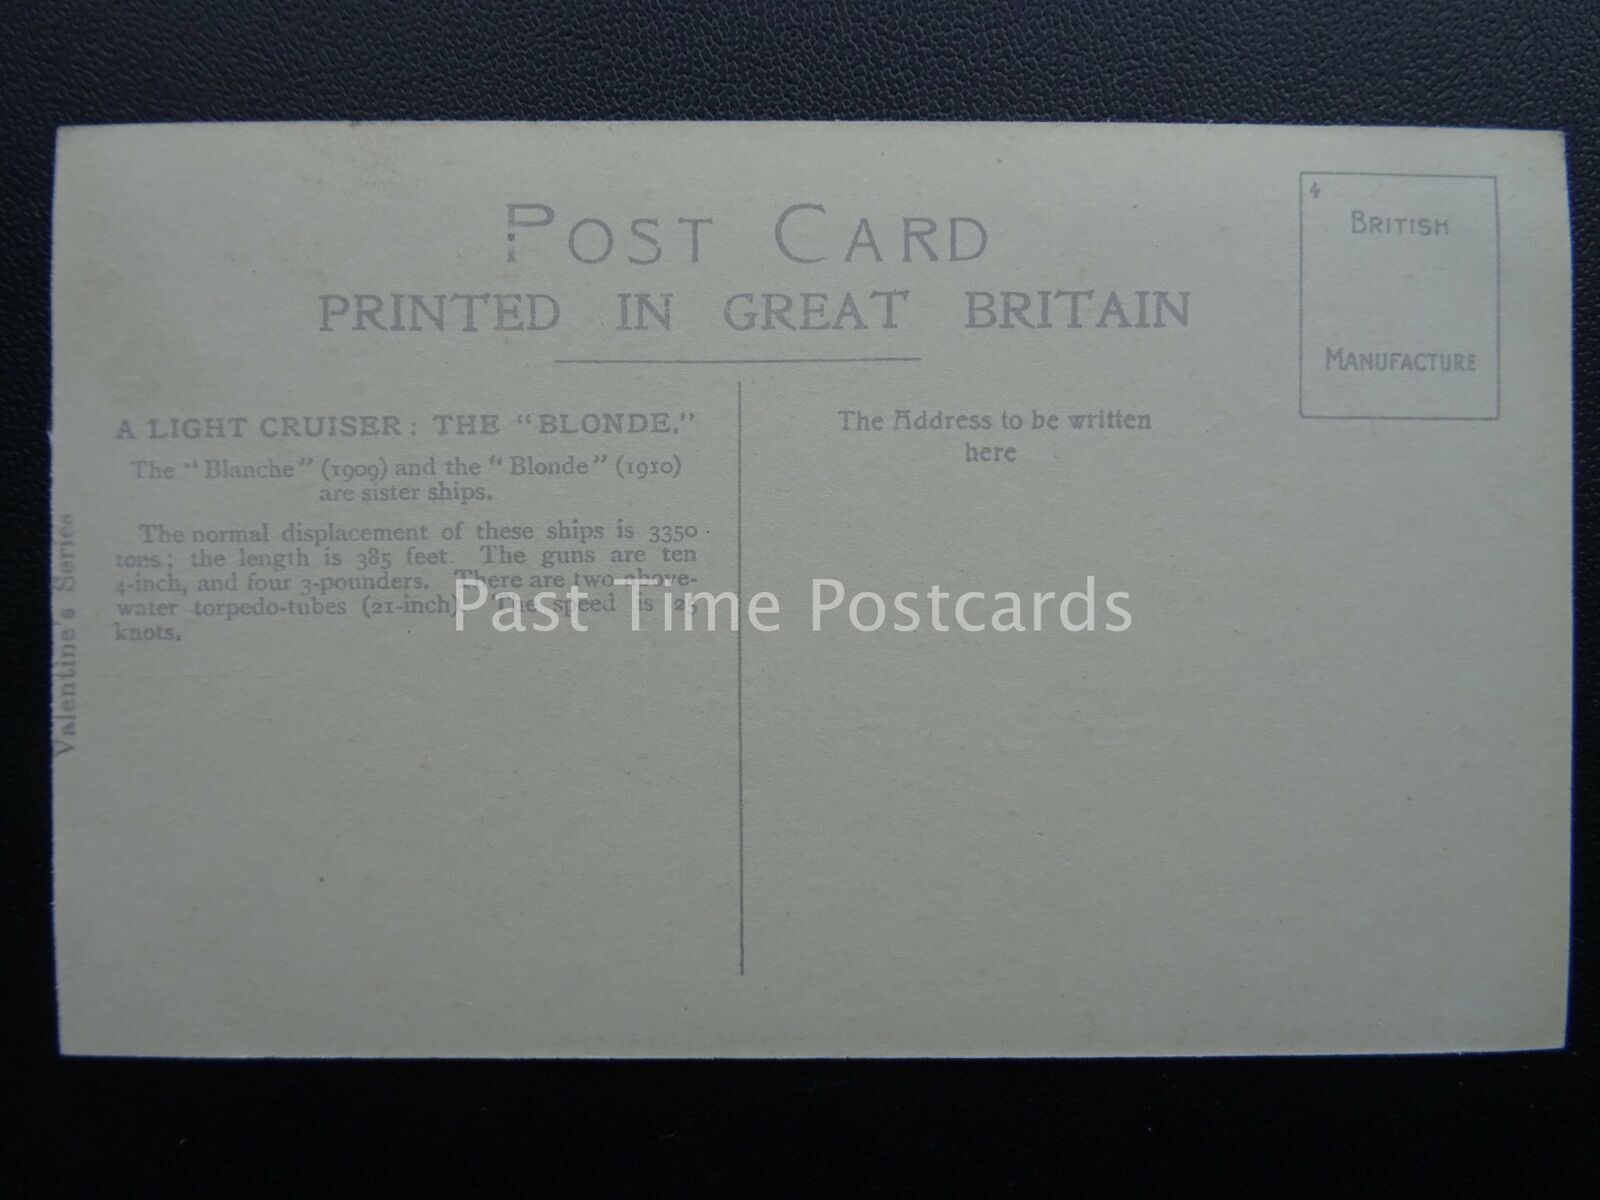 POST CARD
PRINTED IN GREAT BRITAIN
4
BRITISH
MANUFACTURE
A LIGHT CRUISER: THE "BLONDE,"
The "Blanche" (1909) and the "Blonde" (1910)
are sister ships.
The normal displacement of these ships is 3350
tons; the length is 385 feet. The guns are ten
4-inch, and four 3-pounders. There are two above-
water torpedo-tubes (21-inch). The speed is 25
knots.
Valentine's Series
The Address to be written
here
Past Time Postcards